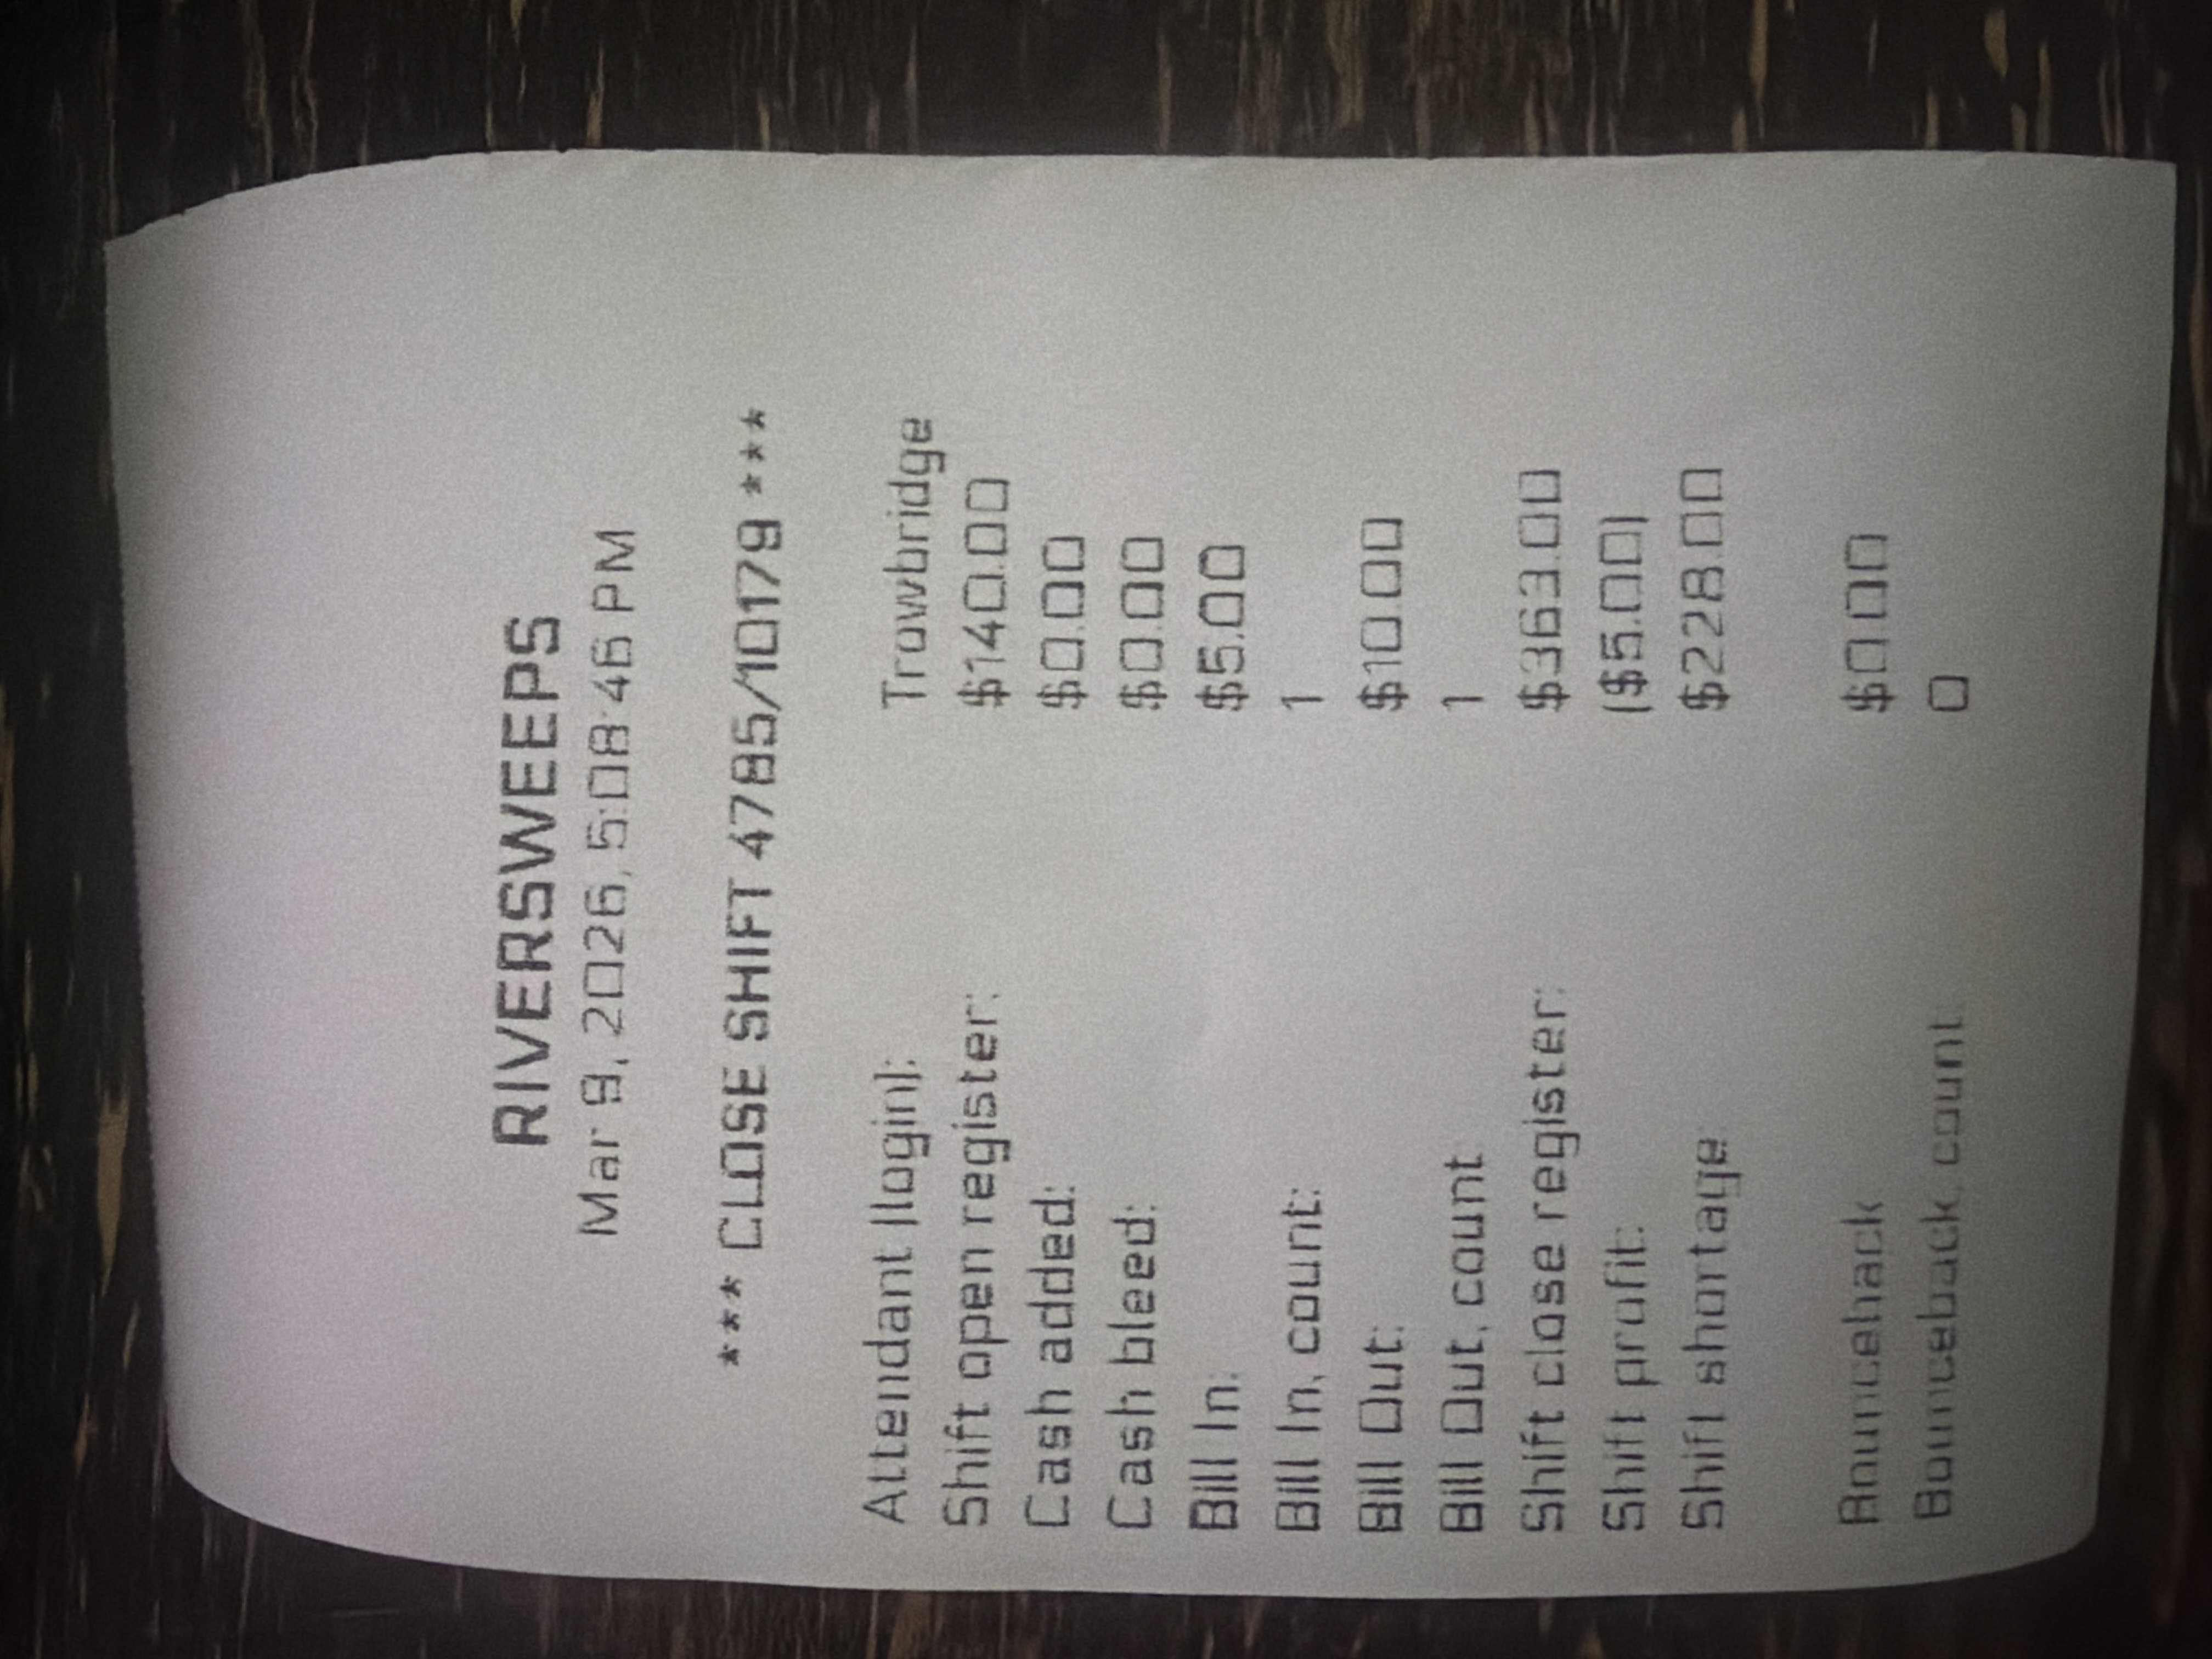 RIVERSWEEPS
Mar 9, 2026, 5:08:46 PM
*** CLOSE SHIFT 4785/10179 ***
Attendant (login): Trowbridge
Shift open register: $140.00
Cash added: $0.00
Cash bleed: $0.00
Bill In: $5.00
Bill In, count: 1
Bill Out: $10.00
Bill Out, count: 1
Shift close register: $363.00
Shift profit: ($5.00)
Shift shortage: $228.00
Bounceback $0.00
Bounceback, count: 0